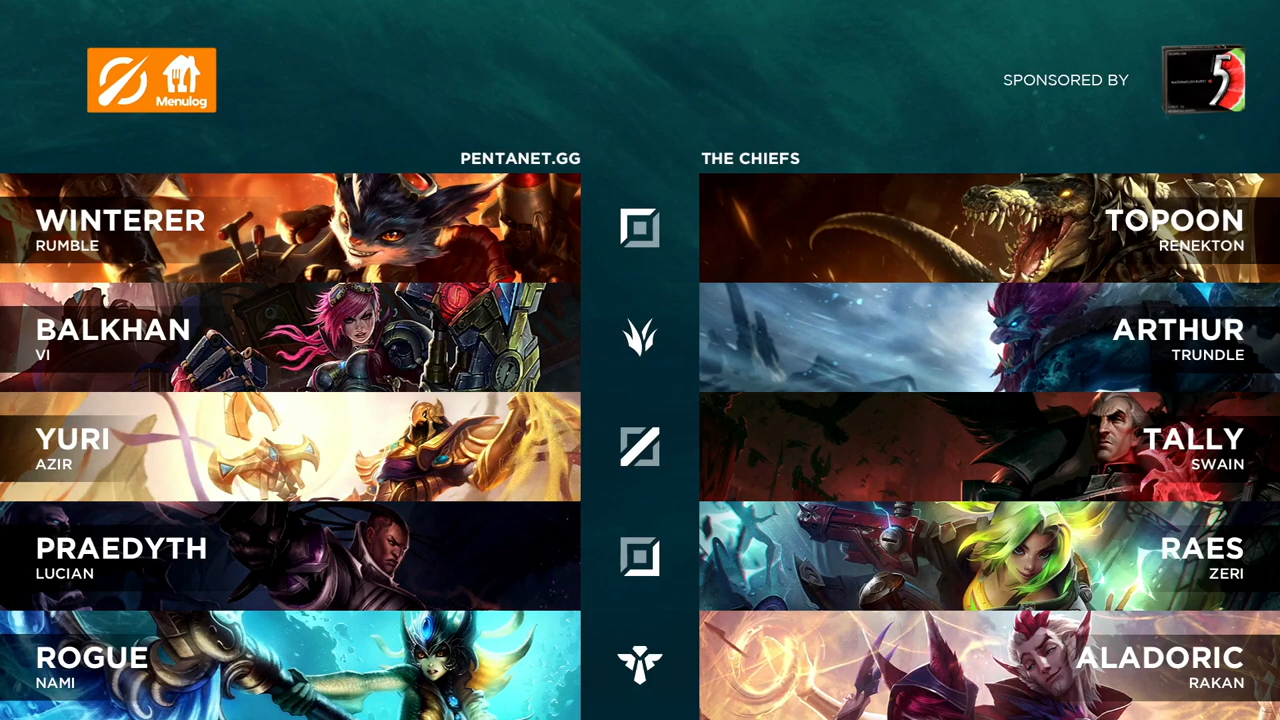 Menulog
SPONSORED BY
5
PENTANET.GG
THE CHIEFS
WINTERER
RUMBLE
TOPOON
RENEKTON
BALKHAN
VI
ARTHUR
TRUNDLE
YURI
AZIR
TALLY
SWAIN
PRAEDYTH
LUCIAN
RAES
ZERI
ROGUE
NAMI
ALADORIC
RAKAN